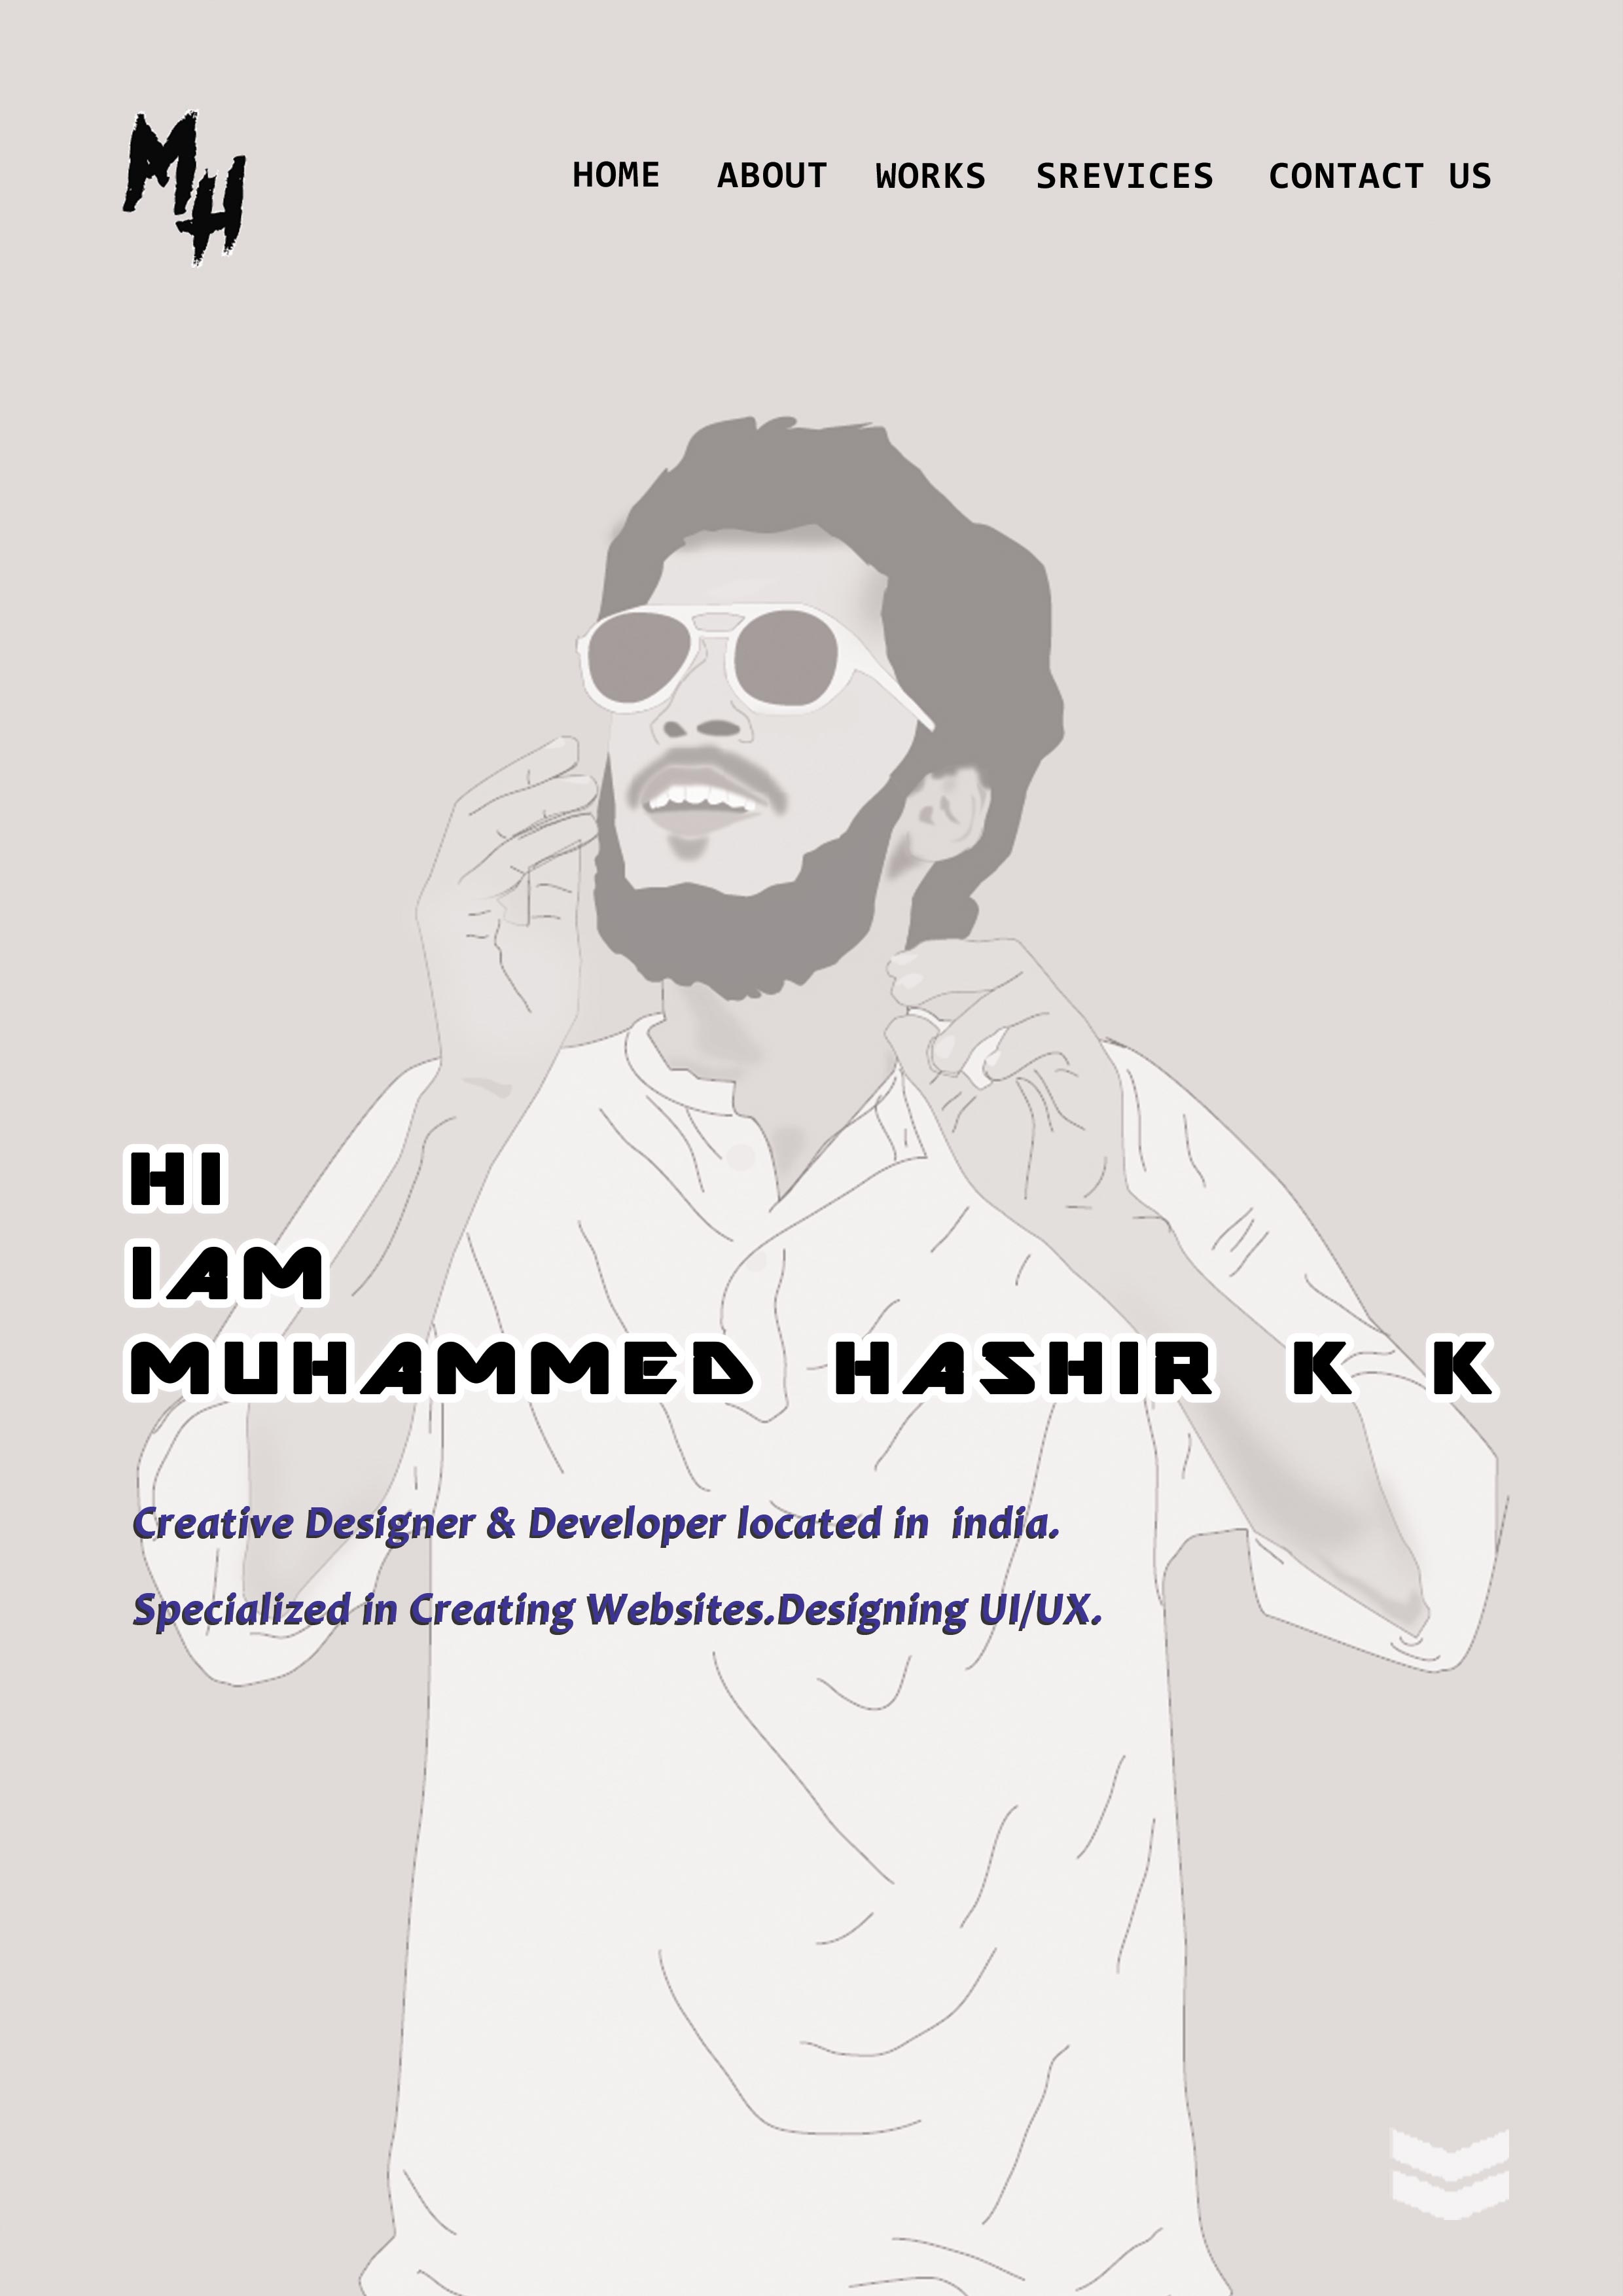 MH
HOME ABOUT WORKS SREVICES CONTACT US
HI
IAM
MUHAMMED HASHIR K K
Creative Designer & Developer located in india.
Specialized in Creating Websites.Designing UI/UX.